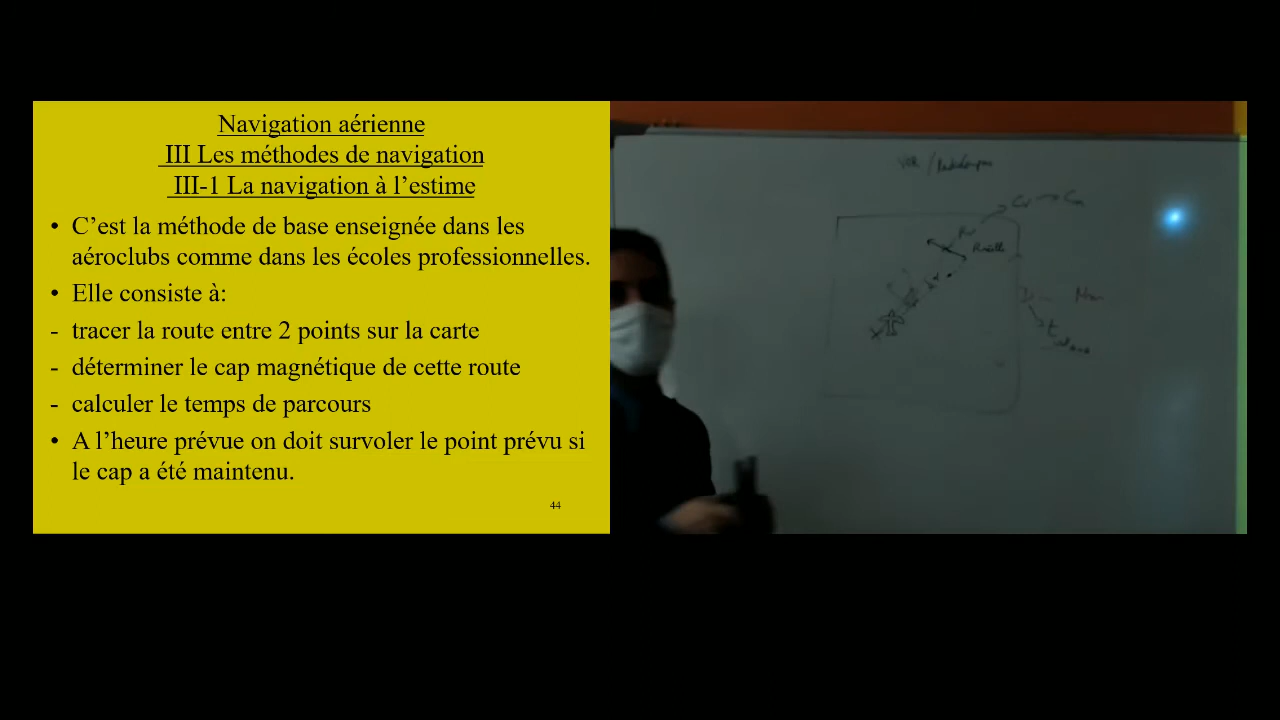 Navigation aérienne
III Les méthodes de navigation
III-1 La navigation à l’estime
• C’est la méthode de base enseignée dans les
aéroclubs comme dans les écoles professionnelles.
• Elle consiste à:
- tracer la route entre 2 points sur la carte
- déterminer le cap magnétique de cette route
- calculer le temps de parcours
• A l’heure prévue on doit survoler le point prévu si
le cap a été maintenu.
44
VOR /